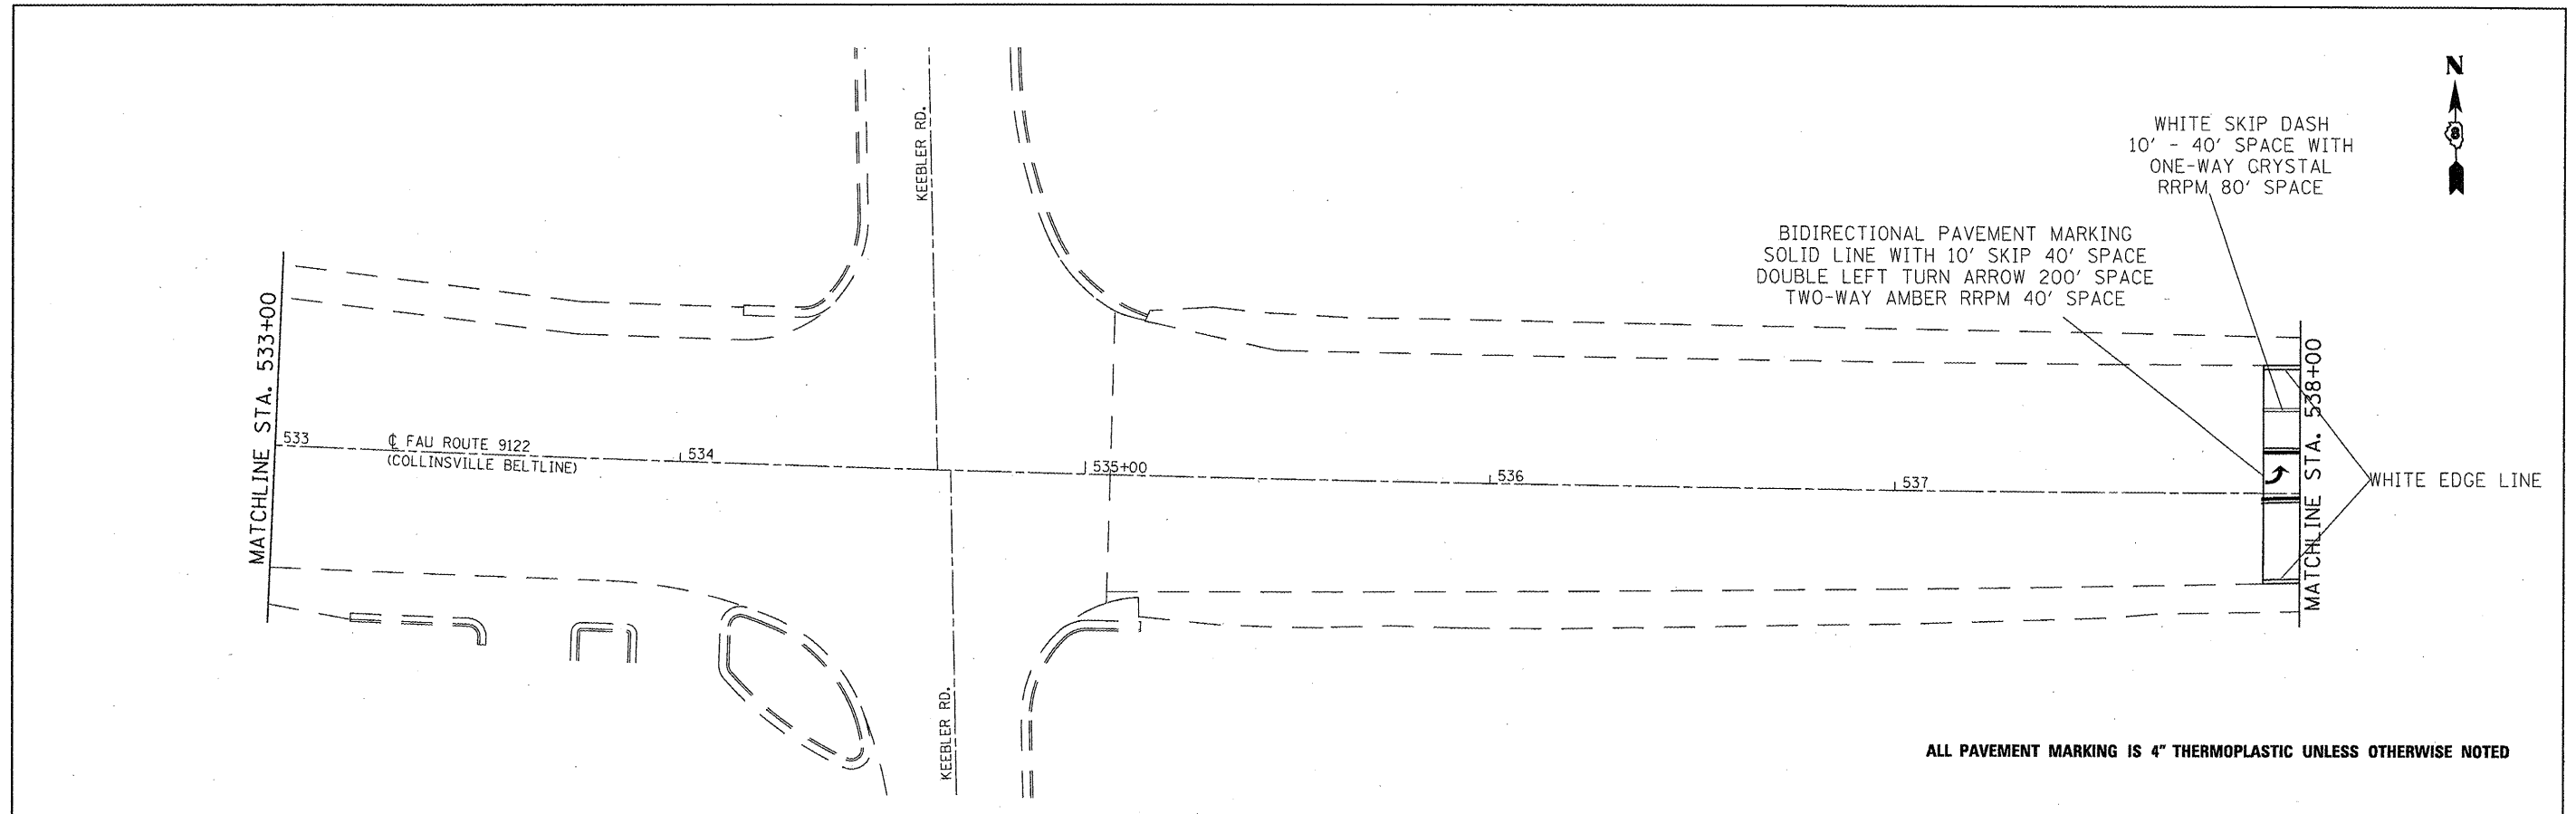 N
8
WHITE SKIP DASH
10' - 40' SPACE WITH
ONE-WAY CRYSTAL
RRPM 80' SPACE
BIDIRECTIONAL PAVEMENT MARKING
SOLID LINE WITH 10' SKIP 40' SPACE
DOUBLE LEFT TURN ARROW 200' SPACE
TWO-WAY AMBER RRPM 40' SPACE
KEEBLER RD.
MATCHLINE STA. 533+00
533
℄ FAU ROUTE 9122
(COLLINSVILLE BELTLINE)
534
535+00
536
537
MATCHLINE STA. 538+00
WHITE EDGE LINE
KEEBLER RD.
ALL PAVEMENT MARKING IS 4" THERMOPLASTIC UNLESS OTHERWISE NOTED